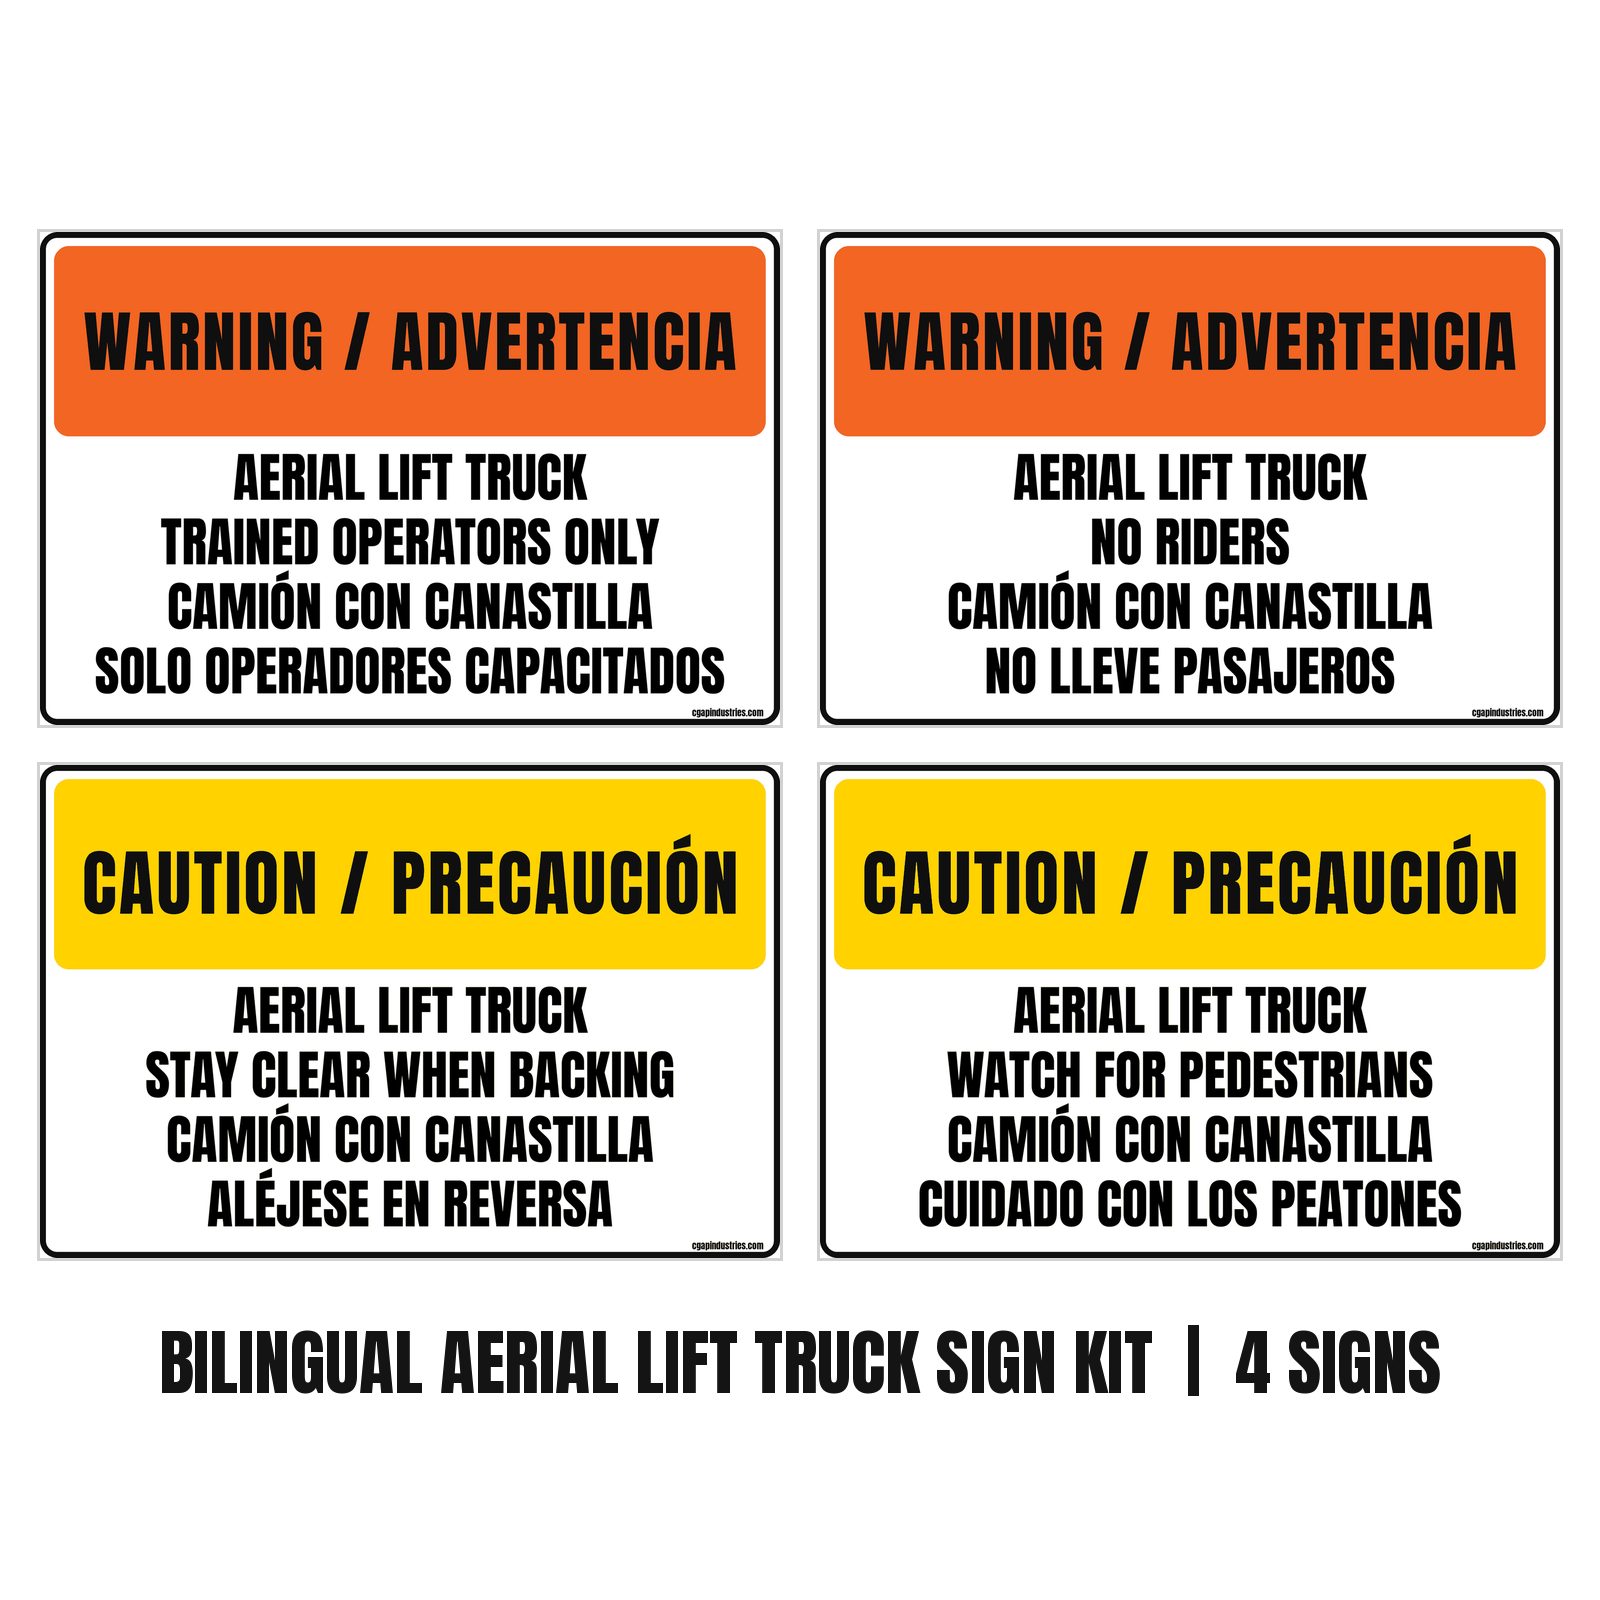 WARNING / ADVERTENCIA
AERIAL LIFT TRUCK
TRAINED OPERATORS ONLY
CAMIÓN CON CANASTILLA
SOLO OPERADORES CAPACITADOS
cgapindustries.com
WARNING / ADVERTENCIA
AERIAL LIFT TRUCK
NO RIDERS
CAMIÓN CON CANASTILLA
NO LLEVE PASAJEROS
cgapindustries.com
CAUTION / PRECAUCIÓN
AERIAL LIFT TRUCK
STAY CLEAR WHEN BACKING
CAMIÓN CON CANASTILLA
ALÉJESE EN REVERSA
cgapindustries.com
CAUTION / PRECAUCIÓN
AERIAL LIFT TRUCK
WATCH FOR PEDESTRIANS
CAMIÓN CON CANASTILLA
CUIDADO CON LOS PEATONES
cgapindustries.com
BILINGUAL AERIAL LIFT TRUCK SIGN KIT | 4 SIGNS